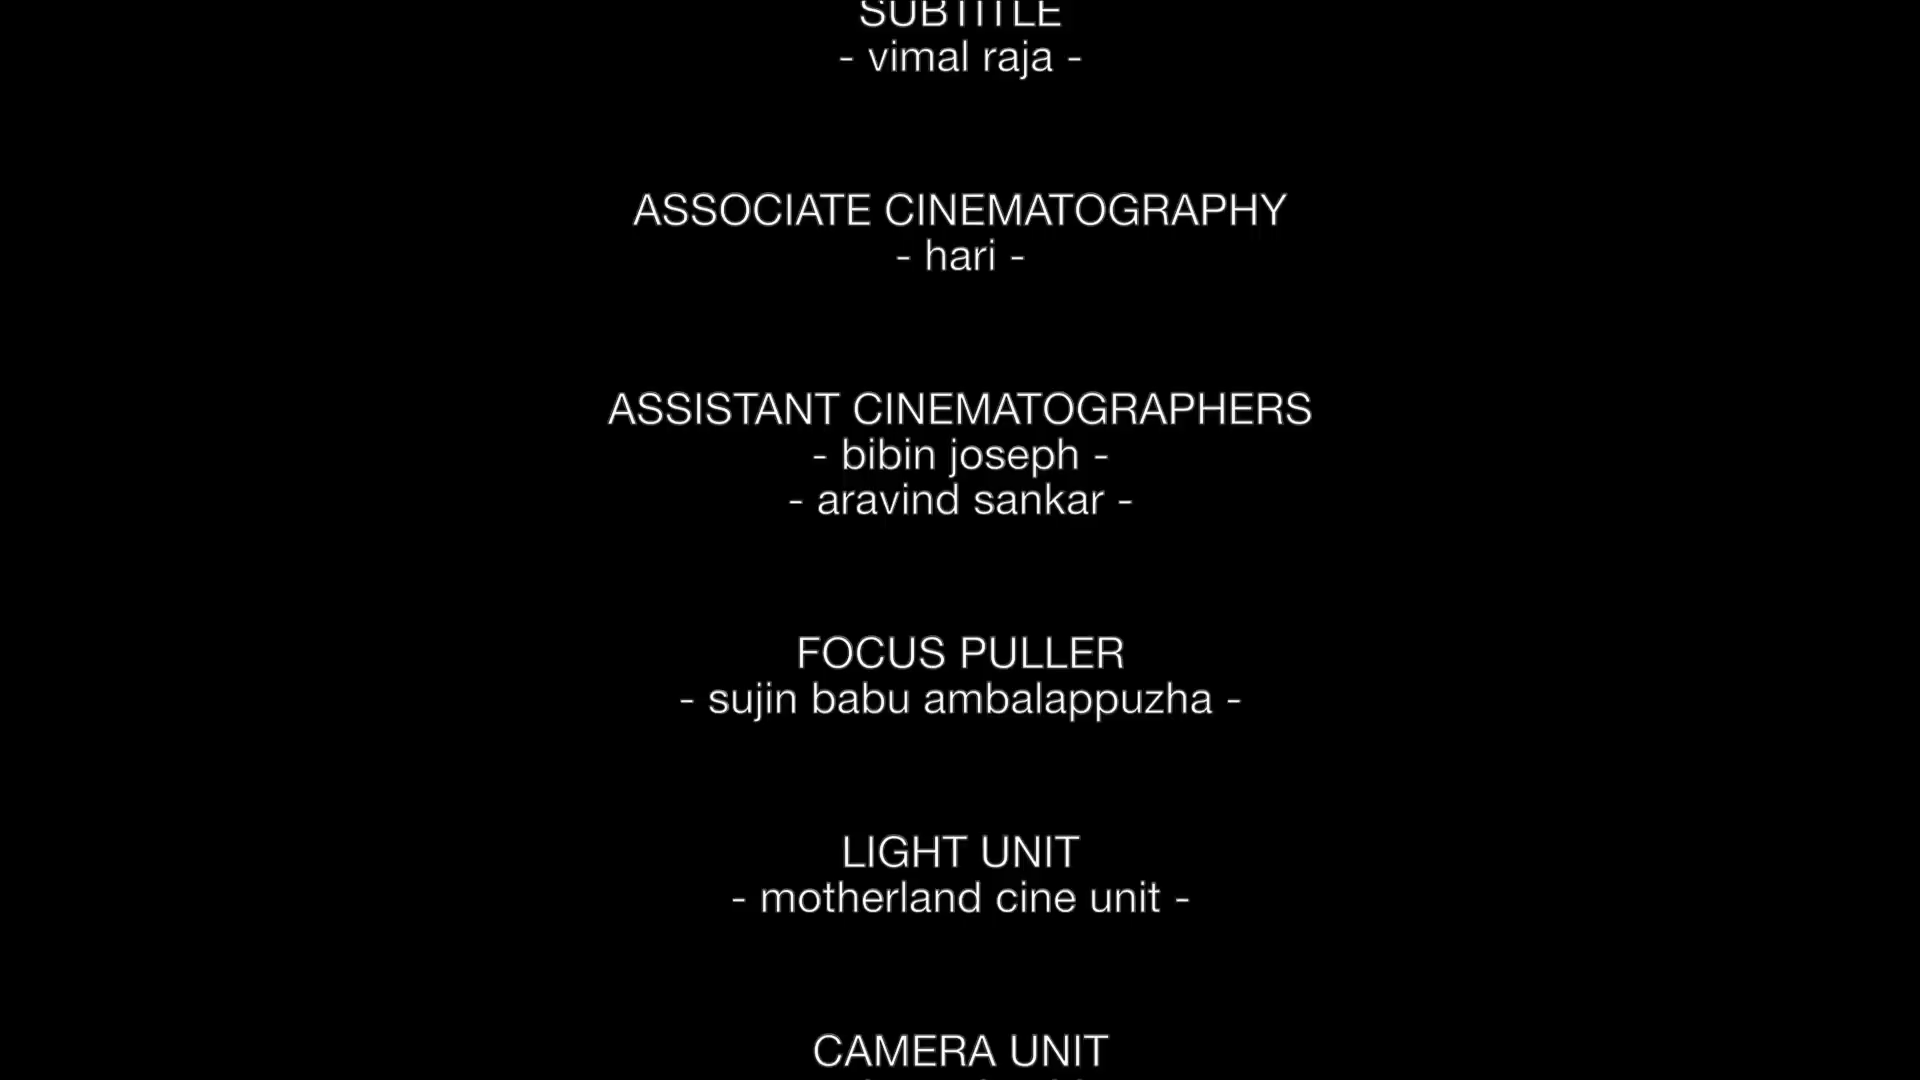 SUBTITLE
- vimal raja -
ASSOCIATE CINEMATOGRAPHY
- hari -
ASSISTANT CINEMATOGRAPHERS
- bibin joseph -
- aravind sankar -
FOCUS PULLER
- sujin babu ambalappuzha -
LIGHT UNIT
- motherland cine unit -
CAMERA UNIT